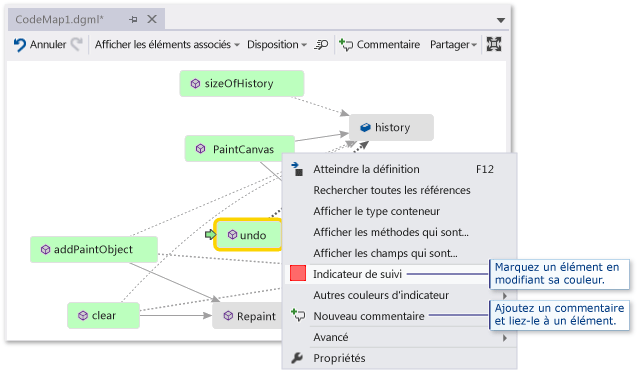 CodeMap1.dgml*
Annuler Afficher les éléments associés Disposition Commentaire Partager
sizeOfHistory
history
PaintCanvas
Atteindre la définition F12
Rechercher toutes les références
Afficher le type conteneur
undo
Afficher les méthodes qui sont...
addPaintObject
Afficher les champs qui sont...
Indicateur de suivi
Marquez un élément en
modifiant sa couleur.
Autres couleurs d'indicateur
clear
Repaint
Nouveau commentaire
Ajoutez un commentaire
et liez-le à un élément.
Avancé
Propriétés